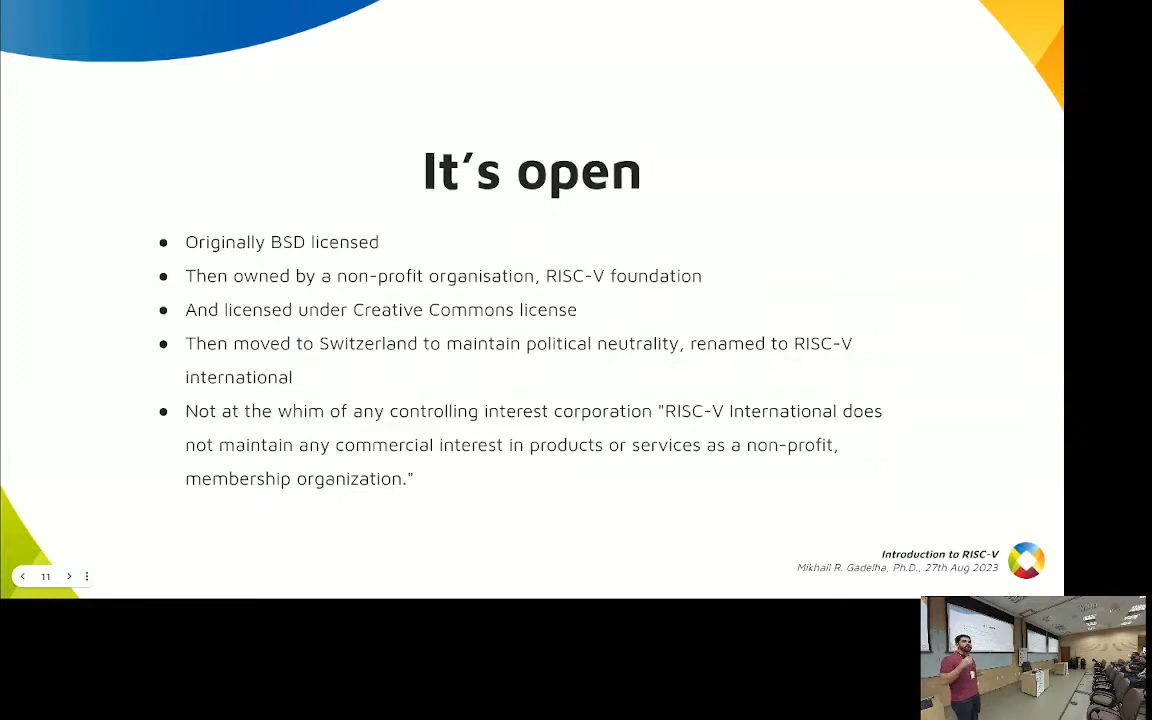 It's open
● Originally BSD licensed
● Then owned by a non-profit organisation, RISC-V foundation
● And licensed under Creative Commons license
● Then moved to Switzerland to maintain political neutrality, renamed to RISC-V
international
● Not at the whim of any controlling interest corporation "RISC-V International does
not maintain any commercial interest in products or services as a non-profit,
membership organization."
Introduction to RISC-V
Mikhail R. Gadelha, Ph.D., 27th Aug 2023
11